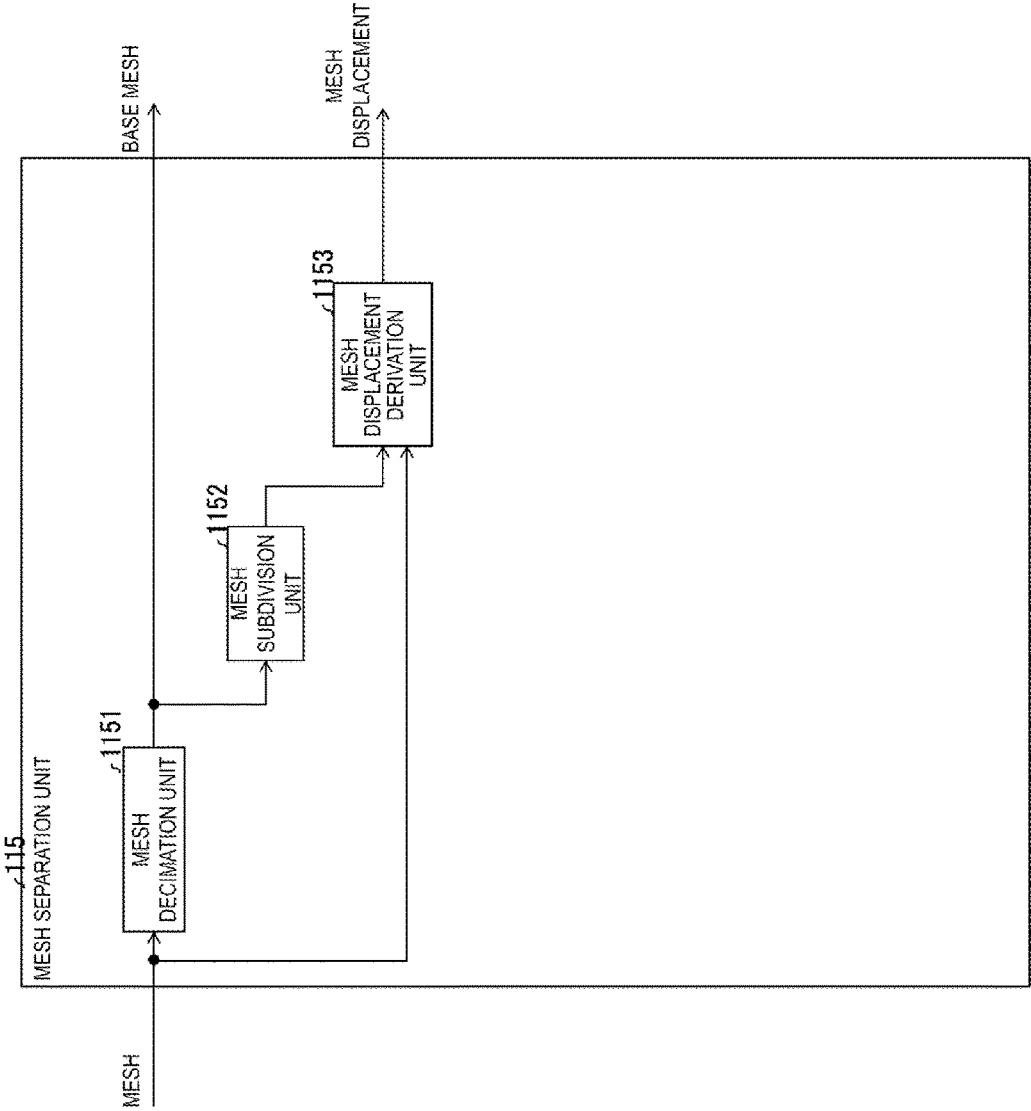 115
MESH SEPARATION UNIT
MESH
1151
MESH
DECIMATION UNIT
1152
MESH
SUBDIVISION
UNIT
1153
MESH
DISPLACEMENT
DERIVATION
UNIT
BASE MESH
MESH
DISPLACEMENT